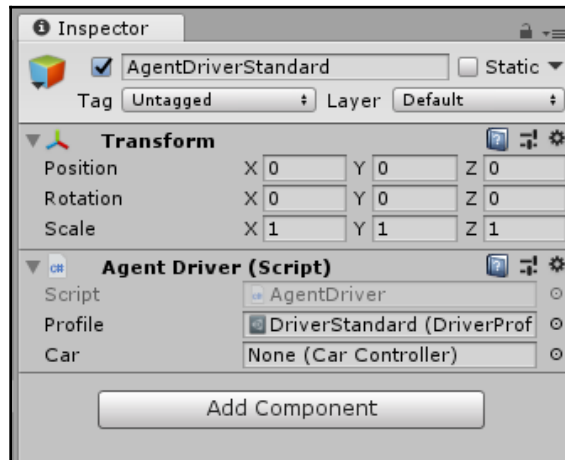 Inspector
AgentDriverStandard Static
Tag Untagged Layer Default
Transform
Position X 0 Y 0 Z 0
Rotation X 0 Y 0 Z 0
Scale X 1 Y 1 Z 1
c# Agent Driver (Script)
Script AgentDriver
Profile DriverStandard (DriverProf
Car None (Car Controller)
Add Component